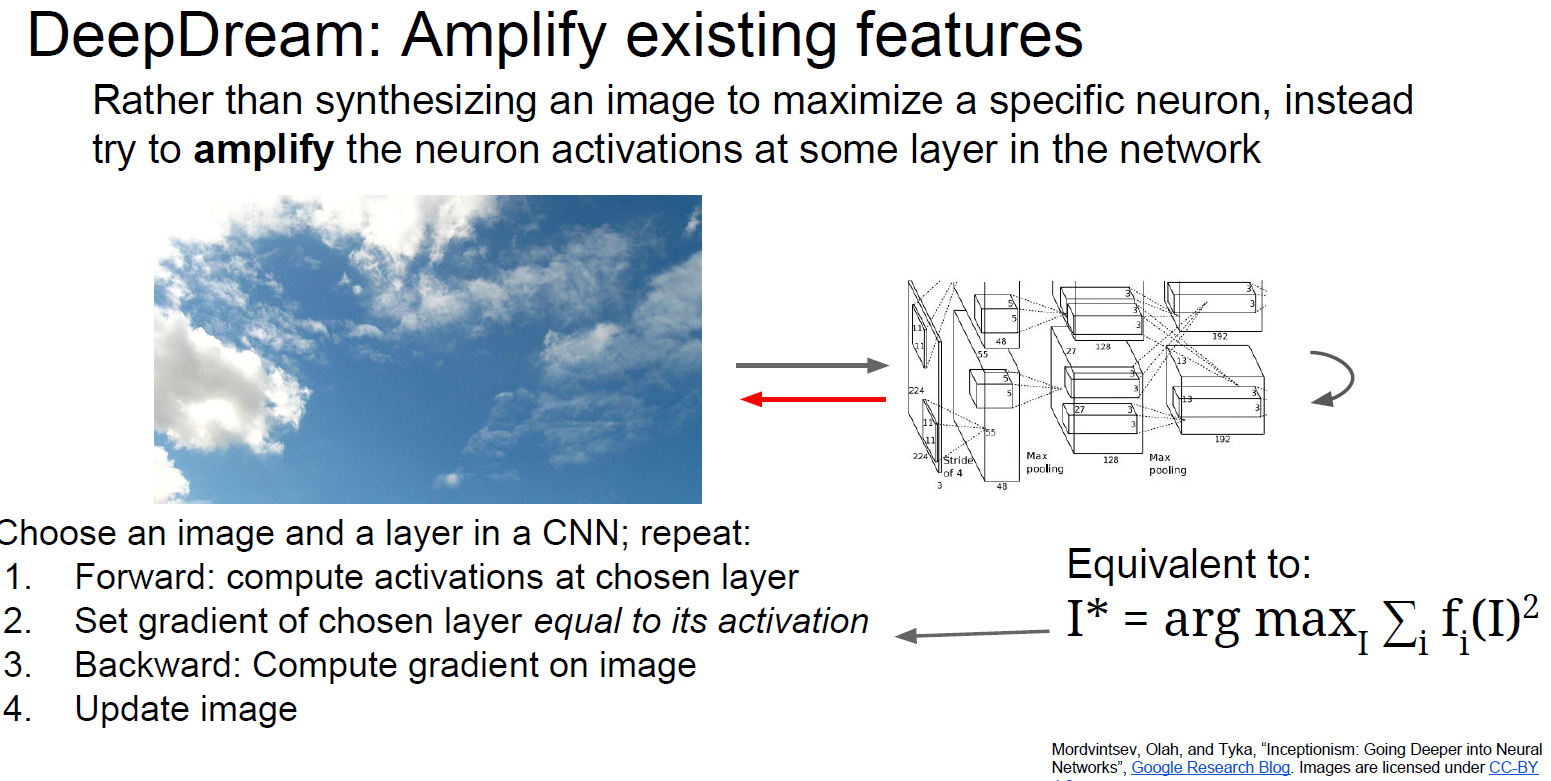 DeepDream: Amplify existing features
Rather than synthesizing an image to maximize a specific neuron, instead
try to amplify the neuron activations at some layer in the network
3
3
192
5
5
48
3
3
3
128
55
27
13
11
11
224
5
5
3
3
3
3
13
192
11
11
55
27
3
3
224
Stride
of 4
3
48
Max
pooling
128
Max
pooling
Choose an image and a layer in a CNN; repeat:
1. Forward: compute activations at chosen layer
2. Set gradient of chosen layer equal to its activation
3. Backward: Compute gradient on image
4. Update image
Equivalent to:
I* = arg max_I ∑_i f_i(I)²
Mordvintsev, Olah, and Tyka, “Inceptionism: Going Deeper into Neural
Networks”, Google Research Blog. Images are licensed under CC-BY